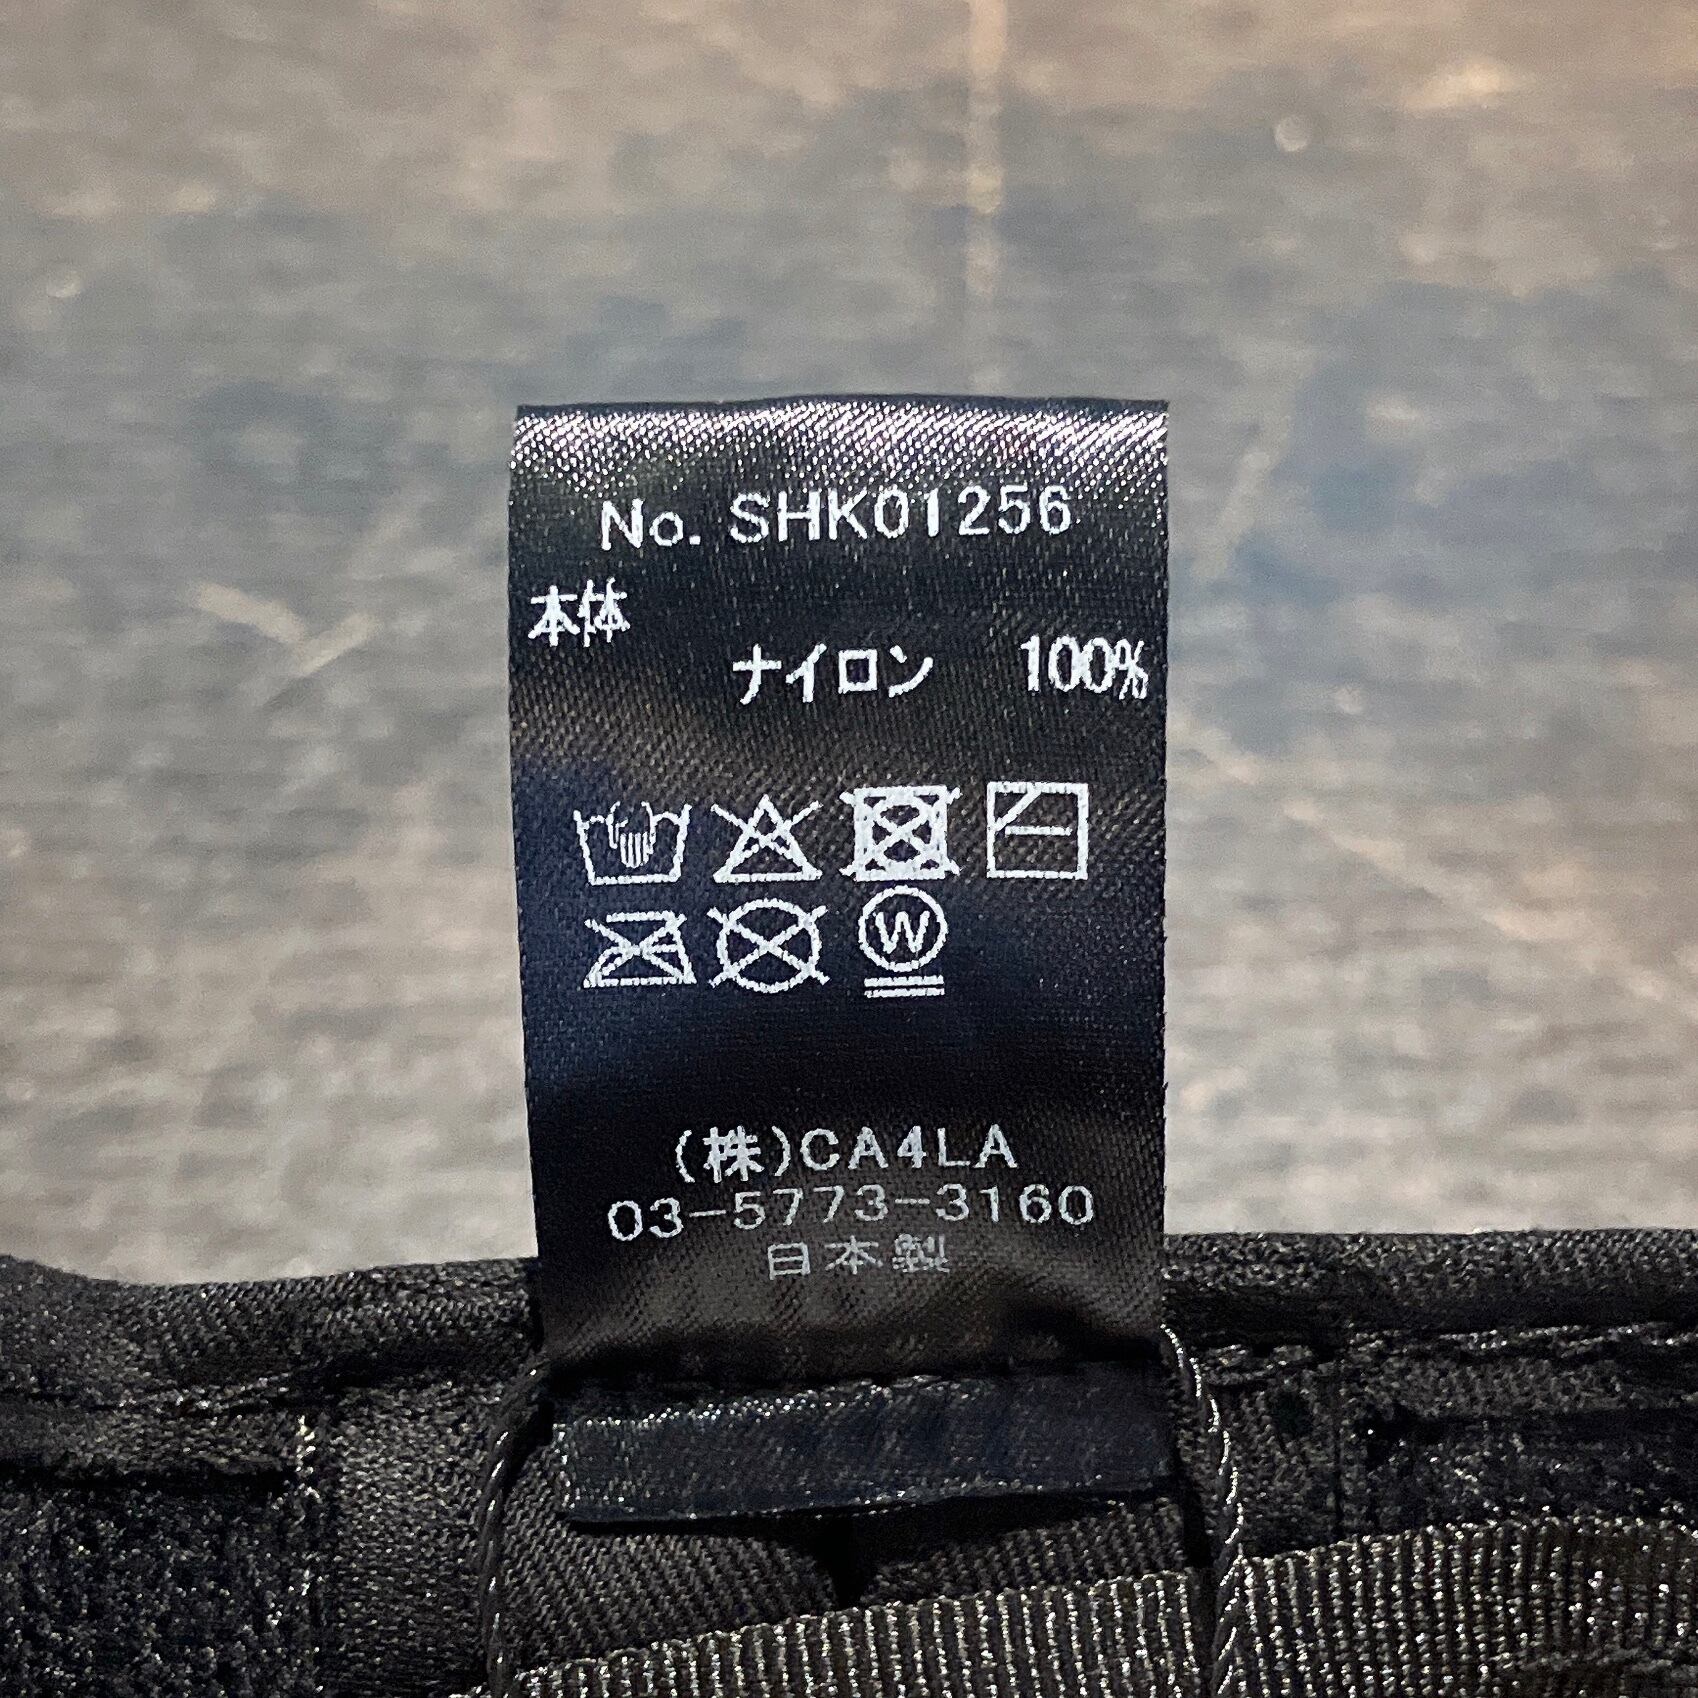 No. SHK01256
本体
ナイロン 100%
W
(株)CA4LA
03-5773-3160
日本製